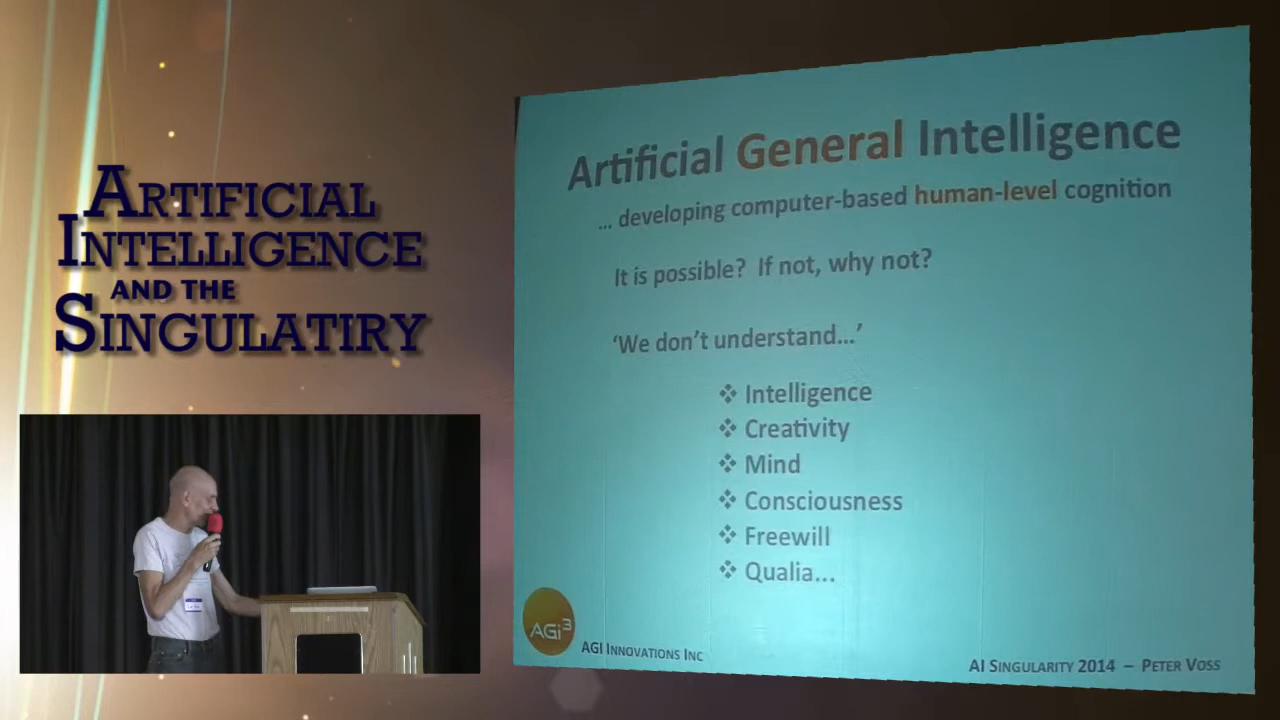 ARTIFICIAL
INTELLIGENCE
AND THE
SINGULATIRY
Artificial General Intelligence
... developing computer-based human-level cognition
It is possible? If not, why not?
‘We don’t understand...’
❖ Intelligence
❖ Creativity
❖ Mind
❖ Consciousness
❖ Freewill
❖ Qualia...
AGi³
AGI INNOVATIONS INC
AI SINGULARITY 2014 – PETER VOSS